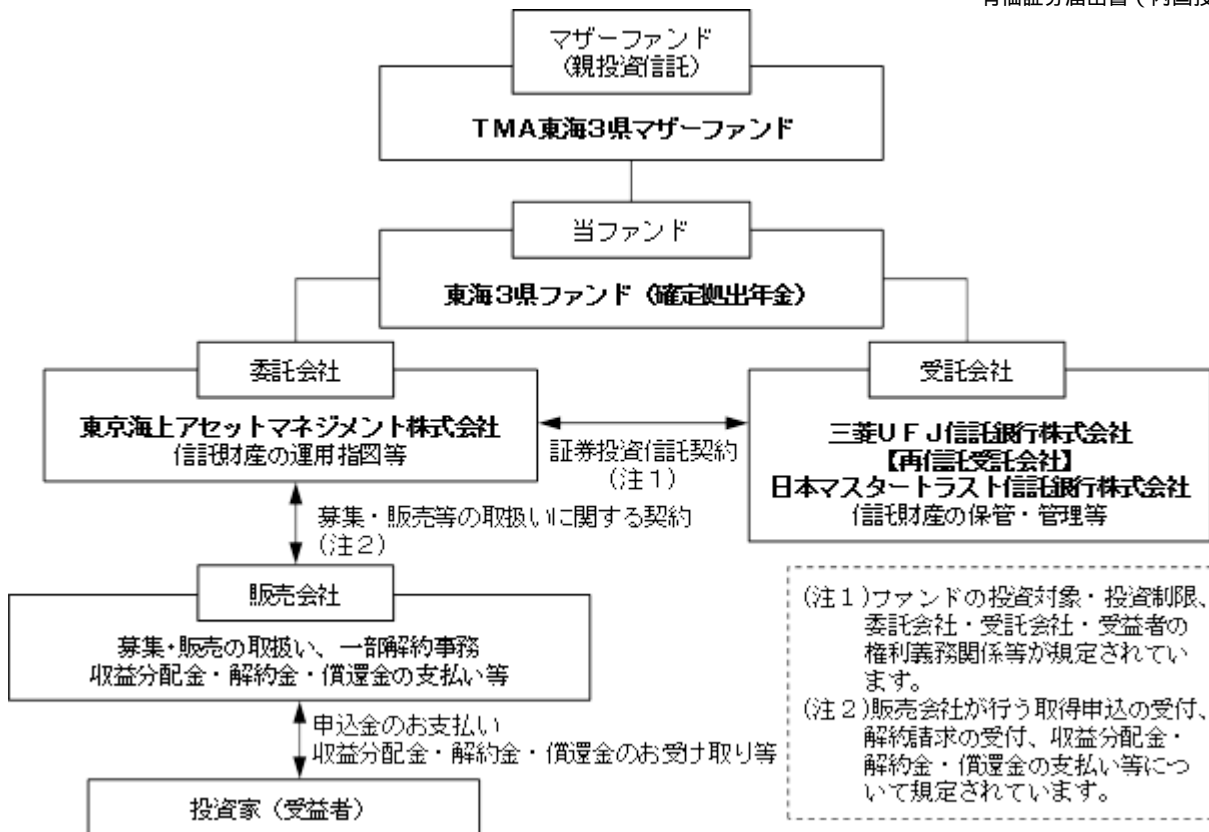 マザーファンド
(親投資信託)
TMA東海3県マザーファンド
当ファンド
東海3県ファンド(確定拠出年金)
委託会社
東京海上アセットマネジメント株式会社
信託財産の運用指図等
証券投資信託契約
(注1)
受託会社
三菱UFJ信託銀行株式会社
【再信託受託会社】
日本マスタートラスト信託銀行株式会社
信託財産の保管・管理等
募集・販売等の取扱いに関する契約
(注2)
販売会社
募集・販売の取扱い、一部解約事務
収益分配金・解約金・償還金の支払い等
申込金のお支払い
収益分配金・解約金・償還金のお受け取り等
投資家(受益者)
(注1)ファンドの投資対象・投資制限、
委託会社・受託会社・受益者の
権利義務関係等が規定されてい
ます。
(注2)販売会社が行う取得申込の受付、
解約請求の受付、収益分配金・
解約金・償還金の支払い等につ
いて規定されています。